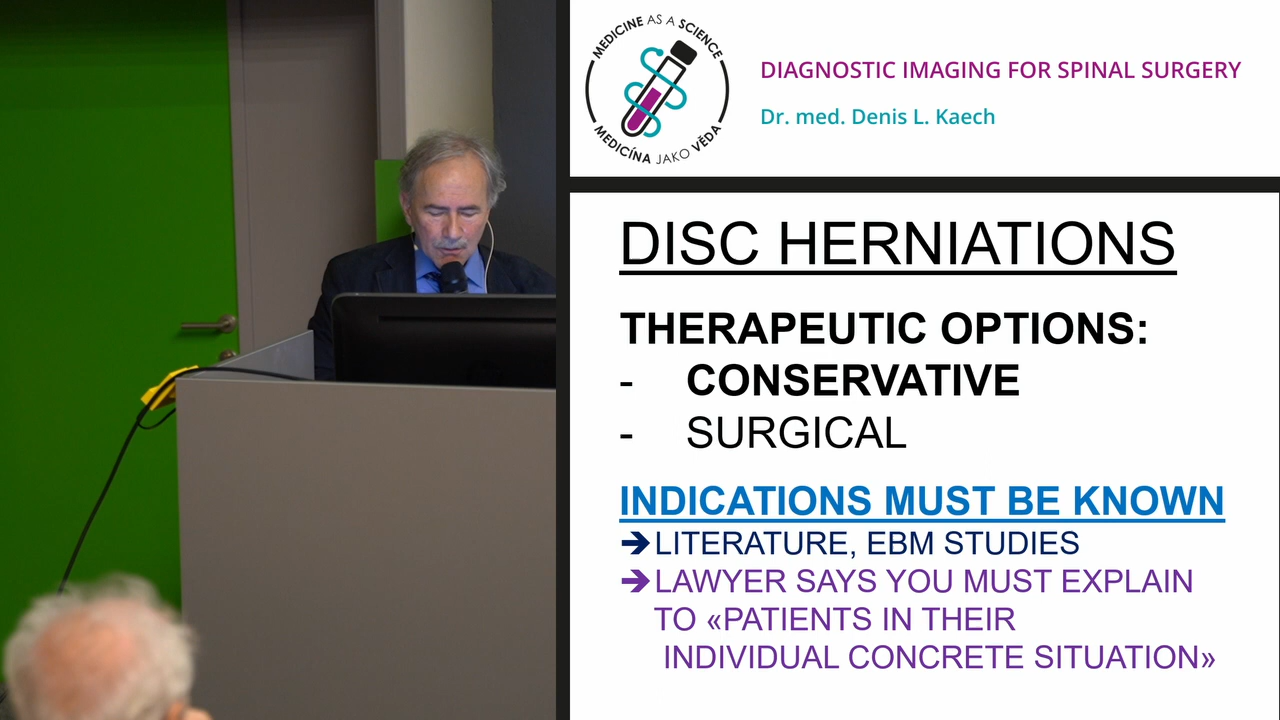 MEDICINE AS A SCIENCE
MEDICÍNA JAKO VĚDA
DIAGNOSTIC IMAGING FOR SPINAL SURGERY
Dr. med. Denis L. Kaech
DISC HERNIATIONS
THERAPEUTIC OPTIONS:
- CONSERVATIVE
- SURGICAL
INDICATIONS MUST BE KNOWN
➔LITERATURE, EBM STUDIES
➔LAWYER SAYS YOU MUST EXPLAIN
TO «PATIENTS IN THEIR
INDIVIDUAL CONCRETE SITUATION»